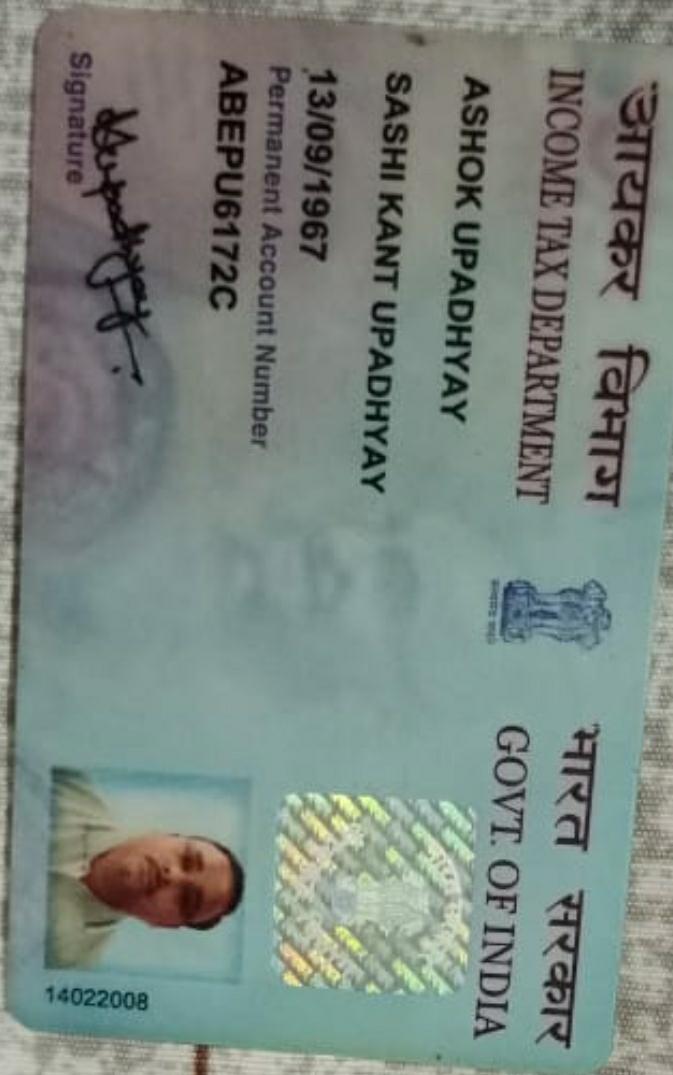 आयकर विभाग
INCOME TAX DEPARTMENT
भारत सरकार
GOVT. OF INDIA
ASHOK UPADHYAY
SASHI KANT UPADHYAY
13/09/1967
Permanent Account Number
ABEPU6172C
Signature
14022008